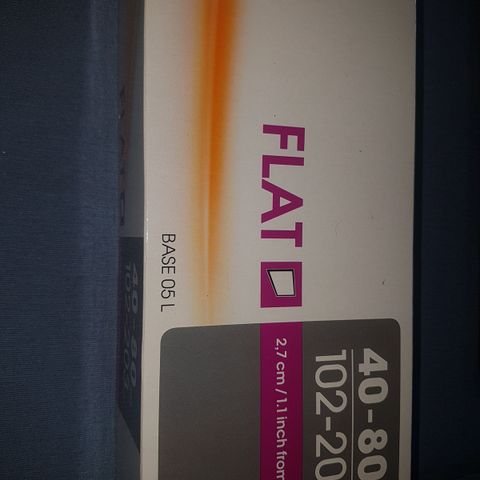 FLAT
BASE 05 L
40-80
102-20
2,7 cm / 1.1 inch from